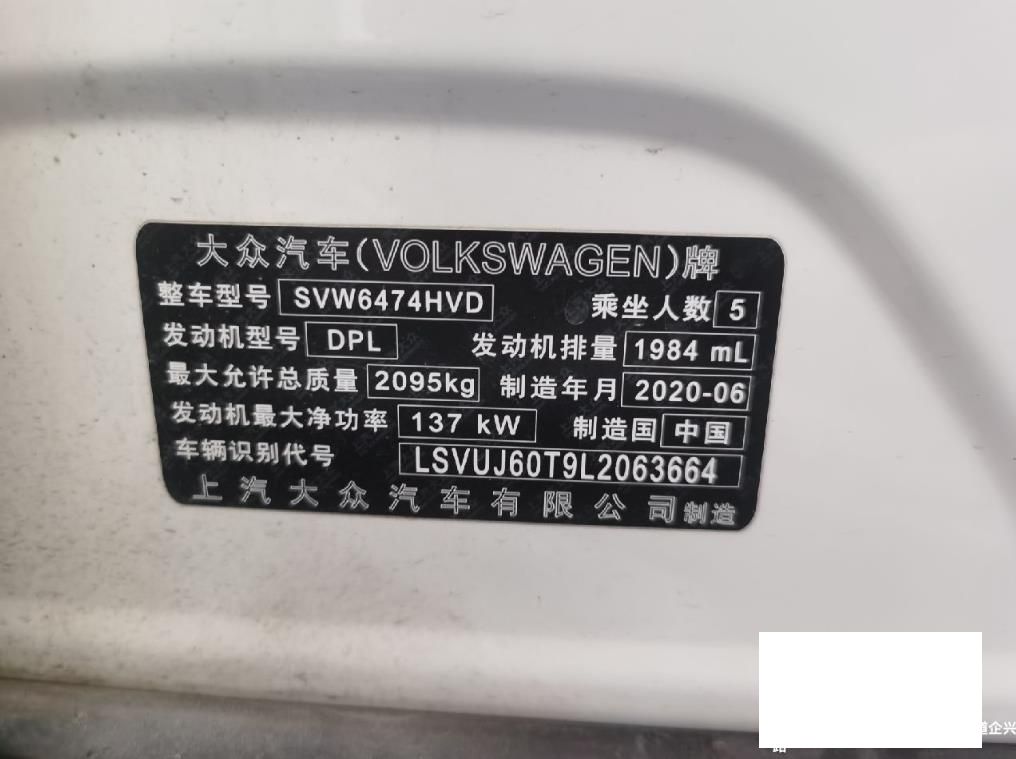 大众汽车(VOLKSWAGEN)牌
整车型号 SVW6474HVD 乘坐人数 5
发动机型号 DPL 发动机排量 1984 mL
最大允许总质量 2095kg 制造年月 2020-06
发动机最大净功率 137 kW 制造国 中国
车辆识别代号 LSVUJ60T9L2063664
上汽大众汽车有限公司制造
道企兴
路